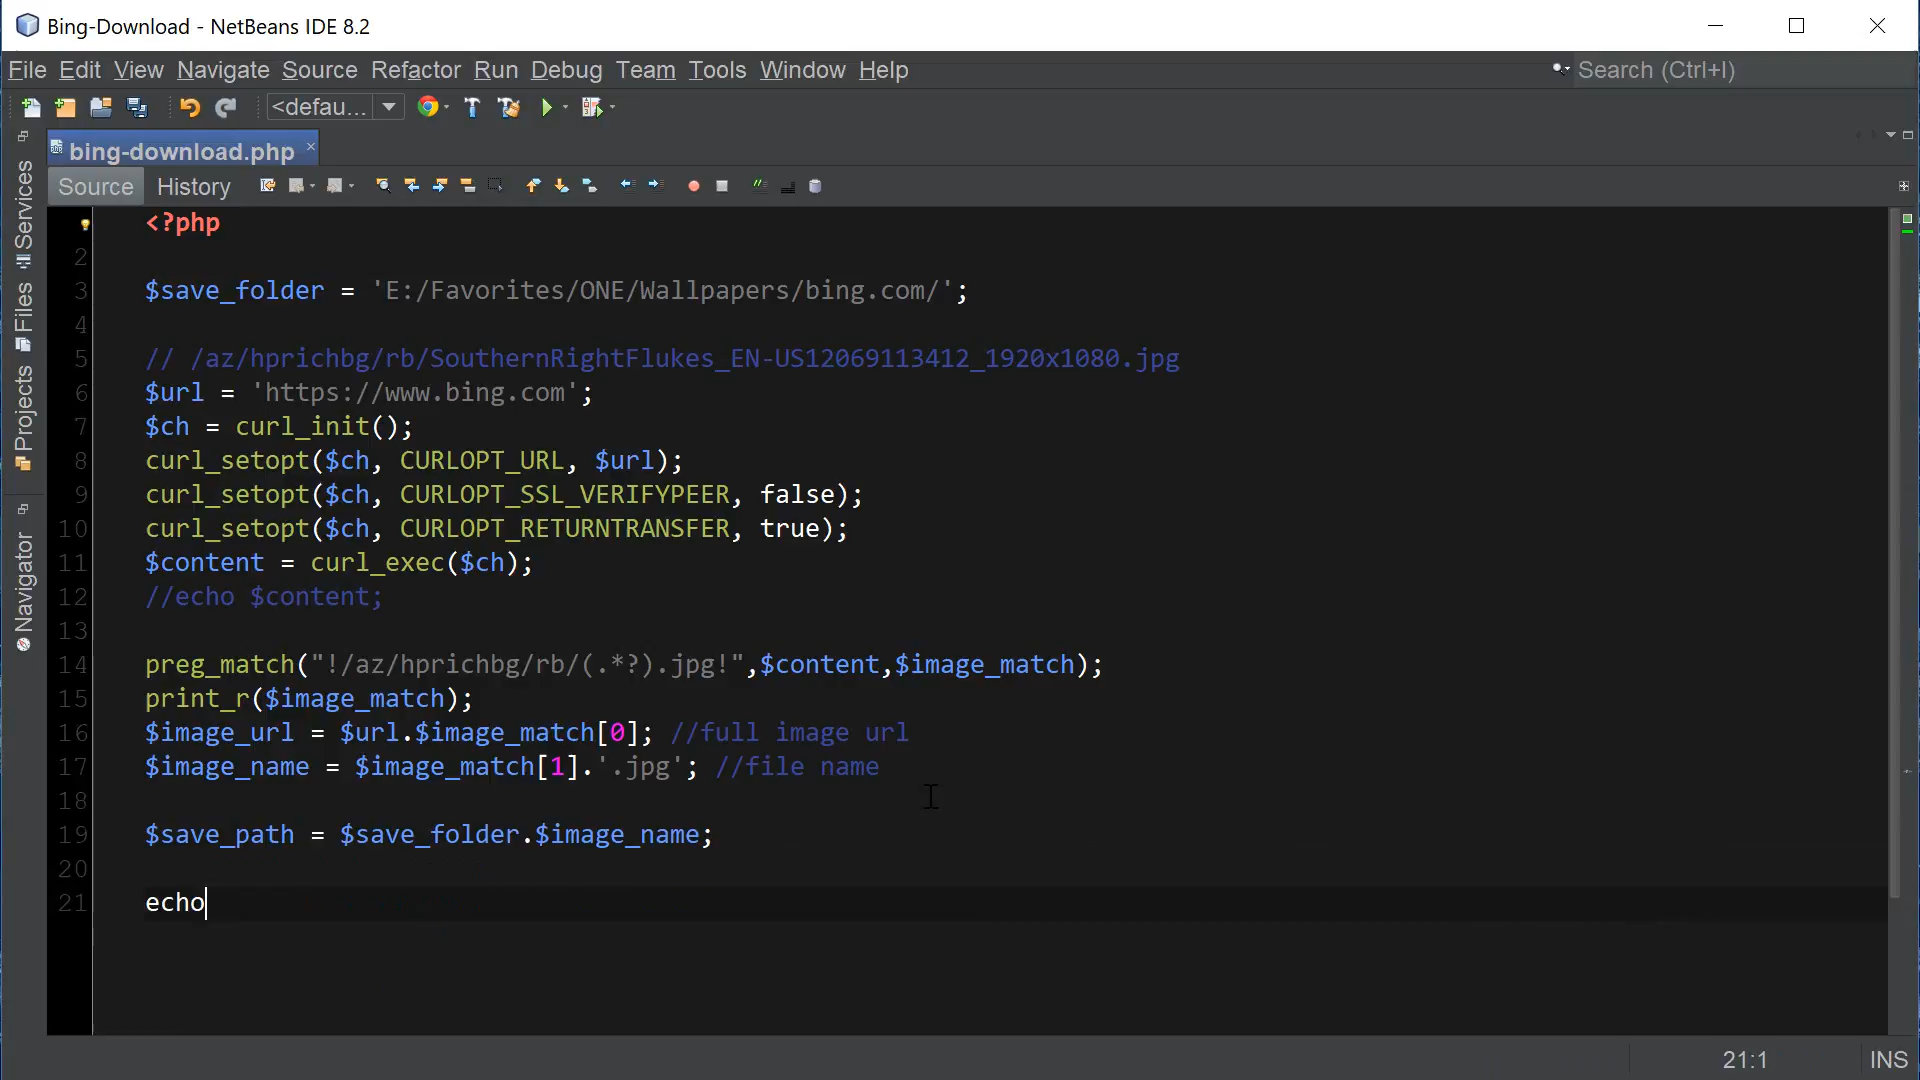 Bing-Download - NetBeans IDE 8.2
File Edit View Navigate Source Refactor Run Debug Team Tools Window Help
Search (Ctrl+I)
<defau...
bing-download.php
Source History
Services
Files
Projects
Navigator
<?php
2
3 $save_folder = 'E:/Favorites/ONE/Wallpapers/bing.com/';
4
5 // /az/hprichbg/rb/SouthernRightFlukes_EN-US12069113412_1920x1080.jpg
6 $url = 'https://www.bing.com';
7 $ch = curl_init();
8 curl_setopt($ch, CURLOPT_URL, $url);
9 curl_setopt($ch, CURLOPT_SSL_VERIFYPEER, false);
10 curl_setopt($ch, CURLOPT_RETURNTRANSFER, true);
11 $content = curl_exec($ch);
12 //echo $content;
13
14 preg_match("!/az/hprichbg/rb/(.*?).jpg!",$content,$image_match);
15 print_r($image_match);
16 $image_url = $url.$image_match[0]; //full image url
17 $image_name = $image_match[1].'.jpg'; //file name
18
19 $save_path = $save_folder.$image_name;
20
21 echo
21:1 INS